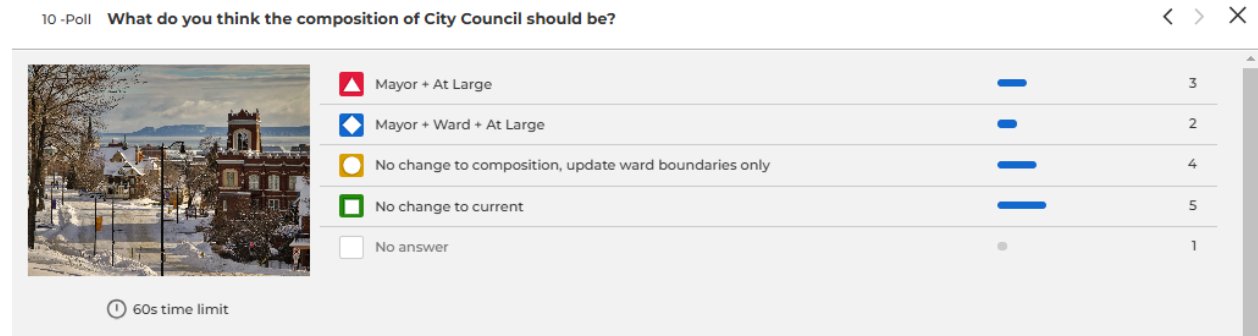 10 -Poll What do you think the composition of City Council should be?
Mayor + At Large 3
Mayor + Ward + At Large 2
No change to composition, update ward boundaries only 4
No change to current 5
No answer 1
60s time limit